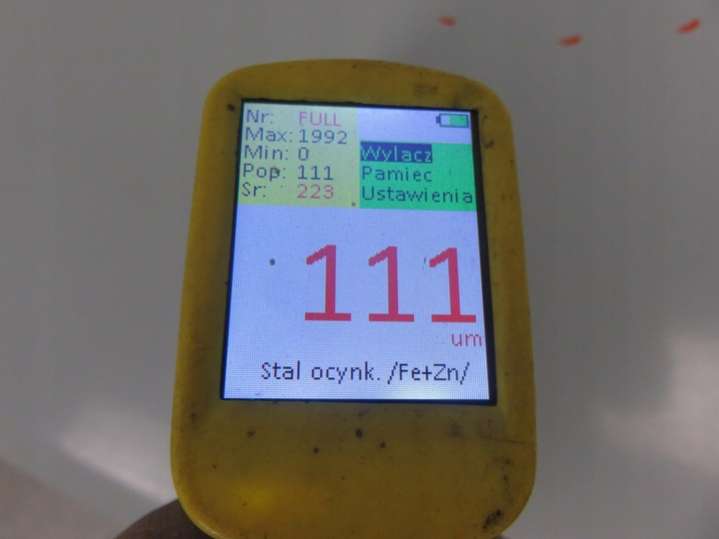 Nr: FULL
Max: 1992
Min: 0
Pop: 111
Sr: 223
Wylacz
Pamiec
Ustawienia
111
um
Stal ocynk. /Fe+Zn/